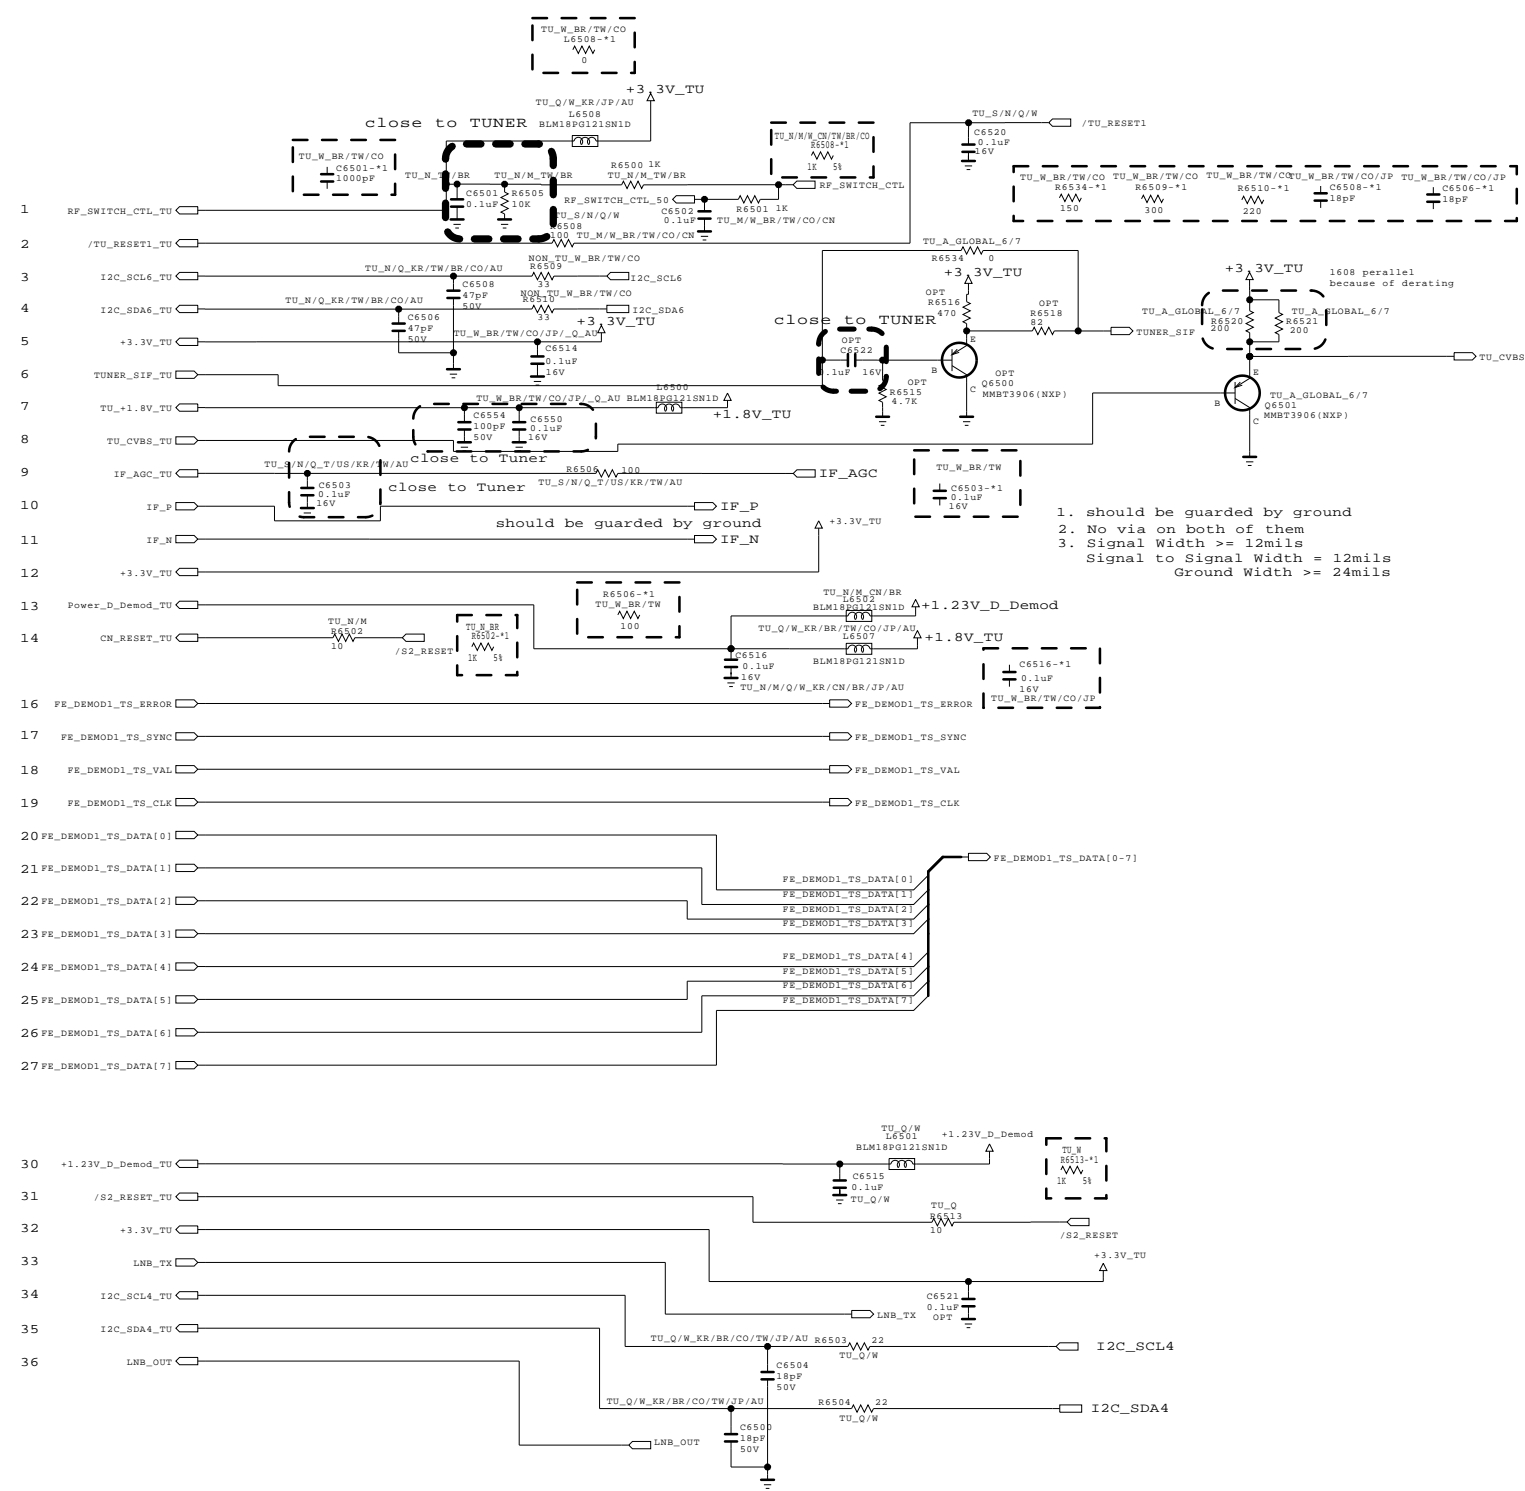 TU_W_BR/TW/CO
L6508-*1
0
+3.3V_TU
TU_Q/W_KR/JP/AU
L6508
BLM18PG121SN1D
close to TUNER
TU_W_BR/TW/CO
C6501-*1
1000pF
TU_N_TW/BR
TU_N/M_TW/BR
C6501
0.1uF
R6505
10K
R6500 1K
TU_N/M_TW/BR
TU_N/M/W_CN/TW/BR/CO
R6508-*1
1K 5%
RF_SWITCH_CTL
RF_SWITCH_CTL_50
C6502
0.1uF
R6501 1K
TU_M/W_BR/TW/CO/CN
TU_S/N/Q/W
C6520
0.1uF
16V
/TU_RESET1
TU_W_BR/TW/CO
R6534-*1
150
TU_W_BR/TW/CO
R6509-*1
300
TU_W_BR/TW/CO
R6510-*1
220
TU_W_BR/TW/CO/JP
C6508-*1
18pF
TU_W_BR/TW/CO/JP
C6506-*1
18pF
1 RF_SWITCH_CTL_TU
TU_S/N/Q/W
R6508
100 TU_M/W_BR/TW/CO/CN
2 /TU_RESET1_TU
3 I2C_SCL6_TU
TU_N/Q_KR/TW/BR/CO/AU
C6508
47pF
50V
NON_TU_W_BR/TW/CO
R6509
33
I2C_SCL6
4 I2C_SDA6_TU
TU_N/Q_KR/TW/BR/CO/AU
C6506
47pF
50V
NON_TU_W_BR/TW/CO
R6510
33
I2C_SDA6
+3.3V_TU
5 +3.3V_TU
TU_W_BR/TW/CO/JP/_Q_AU
C6514
0.1uF
16V
6 TUNER_SIF_TU
TU_A_GLOBAL_6/7
R6534 0
+3.3V_TU
OPT
R6516
470
OPT
R6518
82
TUNER_SIF
close to TUNER
OPT
C6522
0.1uF 16V
OPT
R6515
4.7K
E
B
C
OPT
Q6500
MMBT3906(NXP)
+3.3V_TU
1608 perallel
because of derating
TU_A_GLOBAL_6/7
R6520
200
TU_A_GLOBAL_6/7
R6521
200
TU_CVBS
E
B
C
TU_A_GLOBAL_6/7
Q6501
MMBT3906(NXP)
7 TU_+1.8V_TU
TU_W_BR/TW/CO/JP/_Q_AU
C6554
100pF
50V
C6550
0.1uF
16V
L6500
BLM18PG121SN1D
+1.8V_TU
8 TU_CVBS_TU
close to Tuner
9 IF_AGC_TU
TU_S/N/Q_T/US/KR/TW/AU
C6503
0.1uF
16V
close to Tuner
R6506 100
TU_S/N/Q_T/US/KR/TW/AU
IF_AGC
TU_W_BR/TW
C6503-*1
0.1uF
16V
10 IF_P
IF_P
should be guarded by ground
11 IF_N
IF_N
1. should be guarded by ground
2. No via on both of them
3. Signal Width >= 12mils
Signal to Signal Width = 12mils
Ground Width >= 24mils
12 +3.3V_TU
+3.3V_TU
13 Power_D_Demod_TU
R6506-*1
TU_W_BR/TW
100
TU_N/M_CN/BR
L6502
BLM18PG121SN1D
+1.23V_D_Demod
TU_Q/W_KR/BR/TW/CO/JP/AU
L6507
BLM18PG121SN1D
+1.8V_TU
14 CN_RESET_TU
TU_N/M
R6502
10
/S2_RESET
TU_N_BR
R6502-*1
1K 5%
C6516
0.1uF
16V
TU_N/M/Q/W_KR/CN/BR/JP/AU
C6516-*1
0.1uF
16V
TU_W_BR/TW/CO/JP
16 FE_DEMOD1_TS_ERROR
FE_DEMOD1_TS_ERROR
17 FE_DEMOD1_TS_SYNC
FE_DEMOD1_TS_SYNC
18 FE_DEMOD1_TS_VAL
FE_DEMOD1_TS_VAL
19 FE_DEMOD1_TS_CLK
FE_DEMOD1_TS_CLK
20 FE_DEMOD1_TS_DATA[0]
21 FE_DEMOD1_TS_DATA[1]
22 FE_DEMOD1_TS_DATA[2]
23 FE_DEMOD1_TS_DATA[3]
24 FE_DEMOD1_TS_DATA[4]
25 FE_DEMOD1_TS_DATA[5]
26 FE_DEMOD1_TS_DATA[6]
27 FE_DEMOD1_TS_DATA[7]
FE_DEMOD1_TS_DATA[0-7]
FE_DEMOD1_TS_DATA[0]
FE_DEMOD1_TS_DATA[1]
FE_DEMOD1_TS_DATA[2]
FE_DEMOD1_TS_DATA[3]
FE_DEMOD1_TS_DATA[4]
FE_DEMOD1_TS_DATA[5]
FE_DEMOD1_TS_DATA[6]
FE_DEMOD1_TS_DATA[7]
30 +1.23V_D_Demod_TU
TU_Q/W
L6501
BLM18PG121SN1D
+1.23V_D_Demod
C6515
0.1uF
TU_Q/W
TU_W
R6513-*1
1K 5%
31 /S2_RESET_TU
TU_Q
R6513
10
/S2_RESET
32 +3.3V_TU
+3.3V_TU
C6521
0.1uF
OPT
33 LNB_TX
LNB_TX
34 I2C_SCL4_TU
TU_Q/W_KR/BR/CO/TW/JP/AU
R6503 22
TU_Q/W
I2C_SCL4
C6504
18pF
50V
35 I2C_SDA4_TU
TU_Q/W_KR/BR/CO/TW/JP/AU
R6504 22
TU_Q/W
I2C_SDA4
C6500
18pF
50V
36 LNB_OUT
LNB_OUT